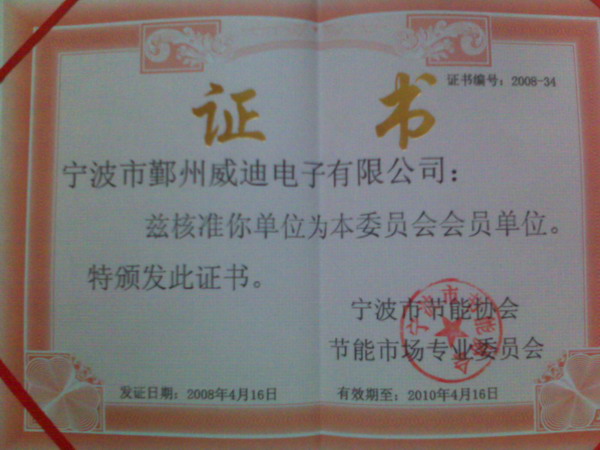 证书编号：2008-34
证 书
宁波市鄞州威迪电子有限公司：
兹核准你单位为本委员会会员单位。
特颁发此证书。
宁波市节能协会
节能市场专业委员会
发证日期：2008年4月16日
有效期至：2010年4月16日